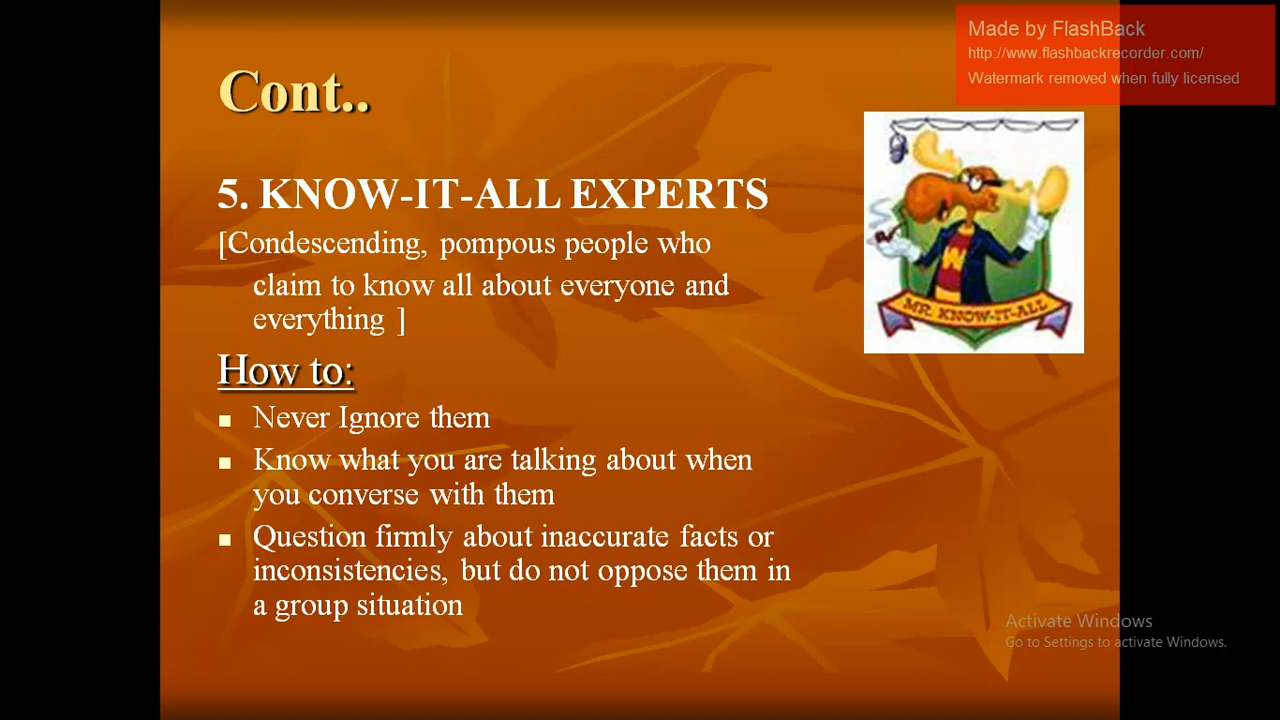 Made by FlashBack
http://www.flashbackrecorder.com/
Watermark removed when fully licensed
Cont..
5. KNOW-IT-ALL EXPERTS
[Condescending, pompous people who
claim to know all about everyone and
everything ]
How to:
Never Ignore them
Know what you are talking about when
you converse with them
Question firmly about inaccurate facts or
inconsistencies, but do not oppose them in
a group situation
W
MR. KNOW-IT-ALL
Activate Windows
Go to Settings to activate Windows.